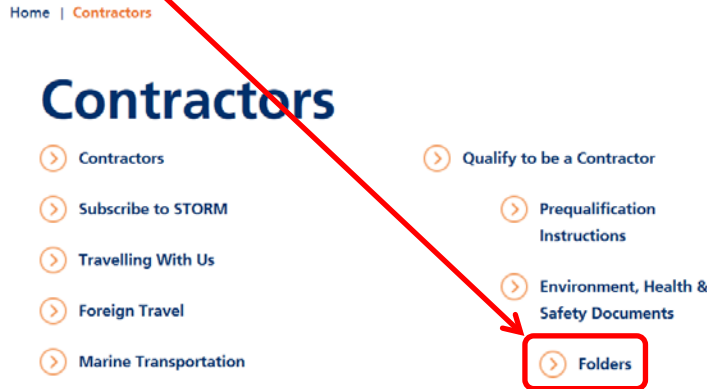 Home | Contractors
Contractors
Contractors
Subscribe to STORM
Travelling With Us
Foreign Travel
Marine Transportation
Qualify to be a Contractor
Prequalification
Instructions
Environment, Health &
Safety Documents
Folders